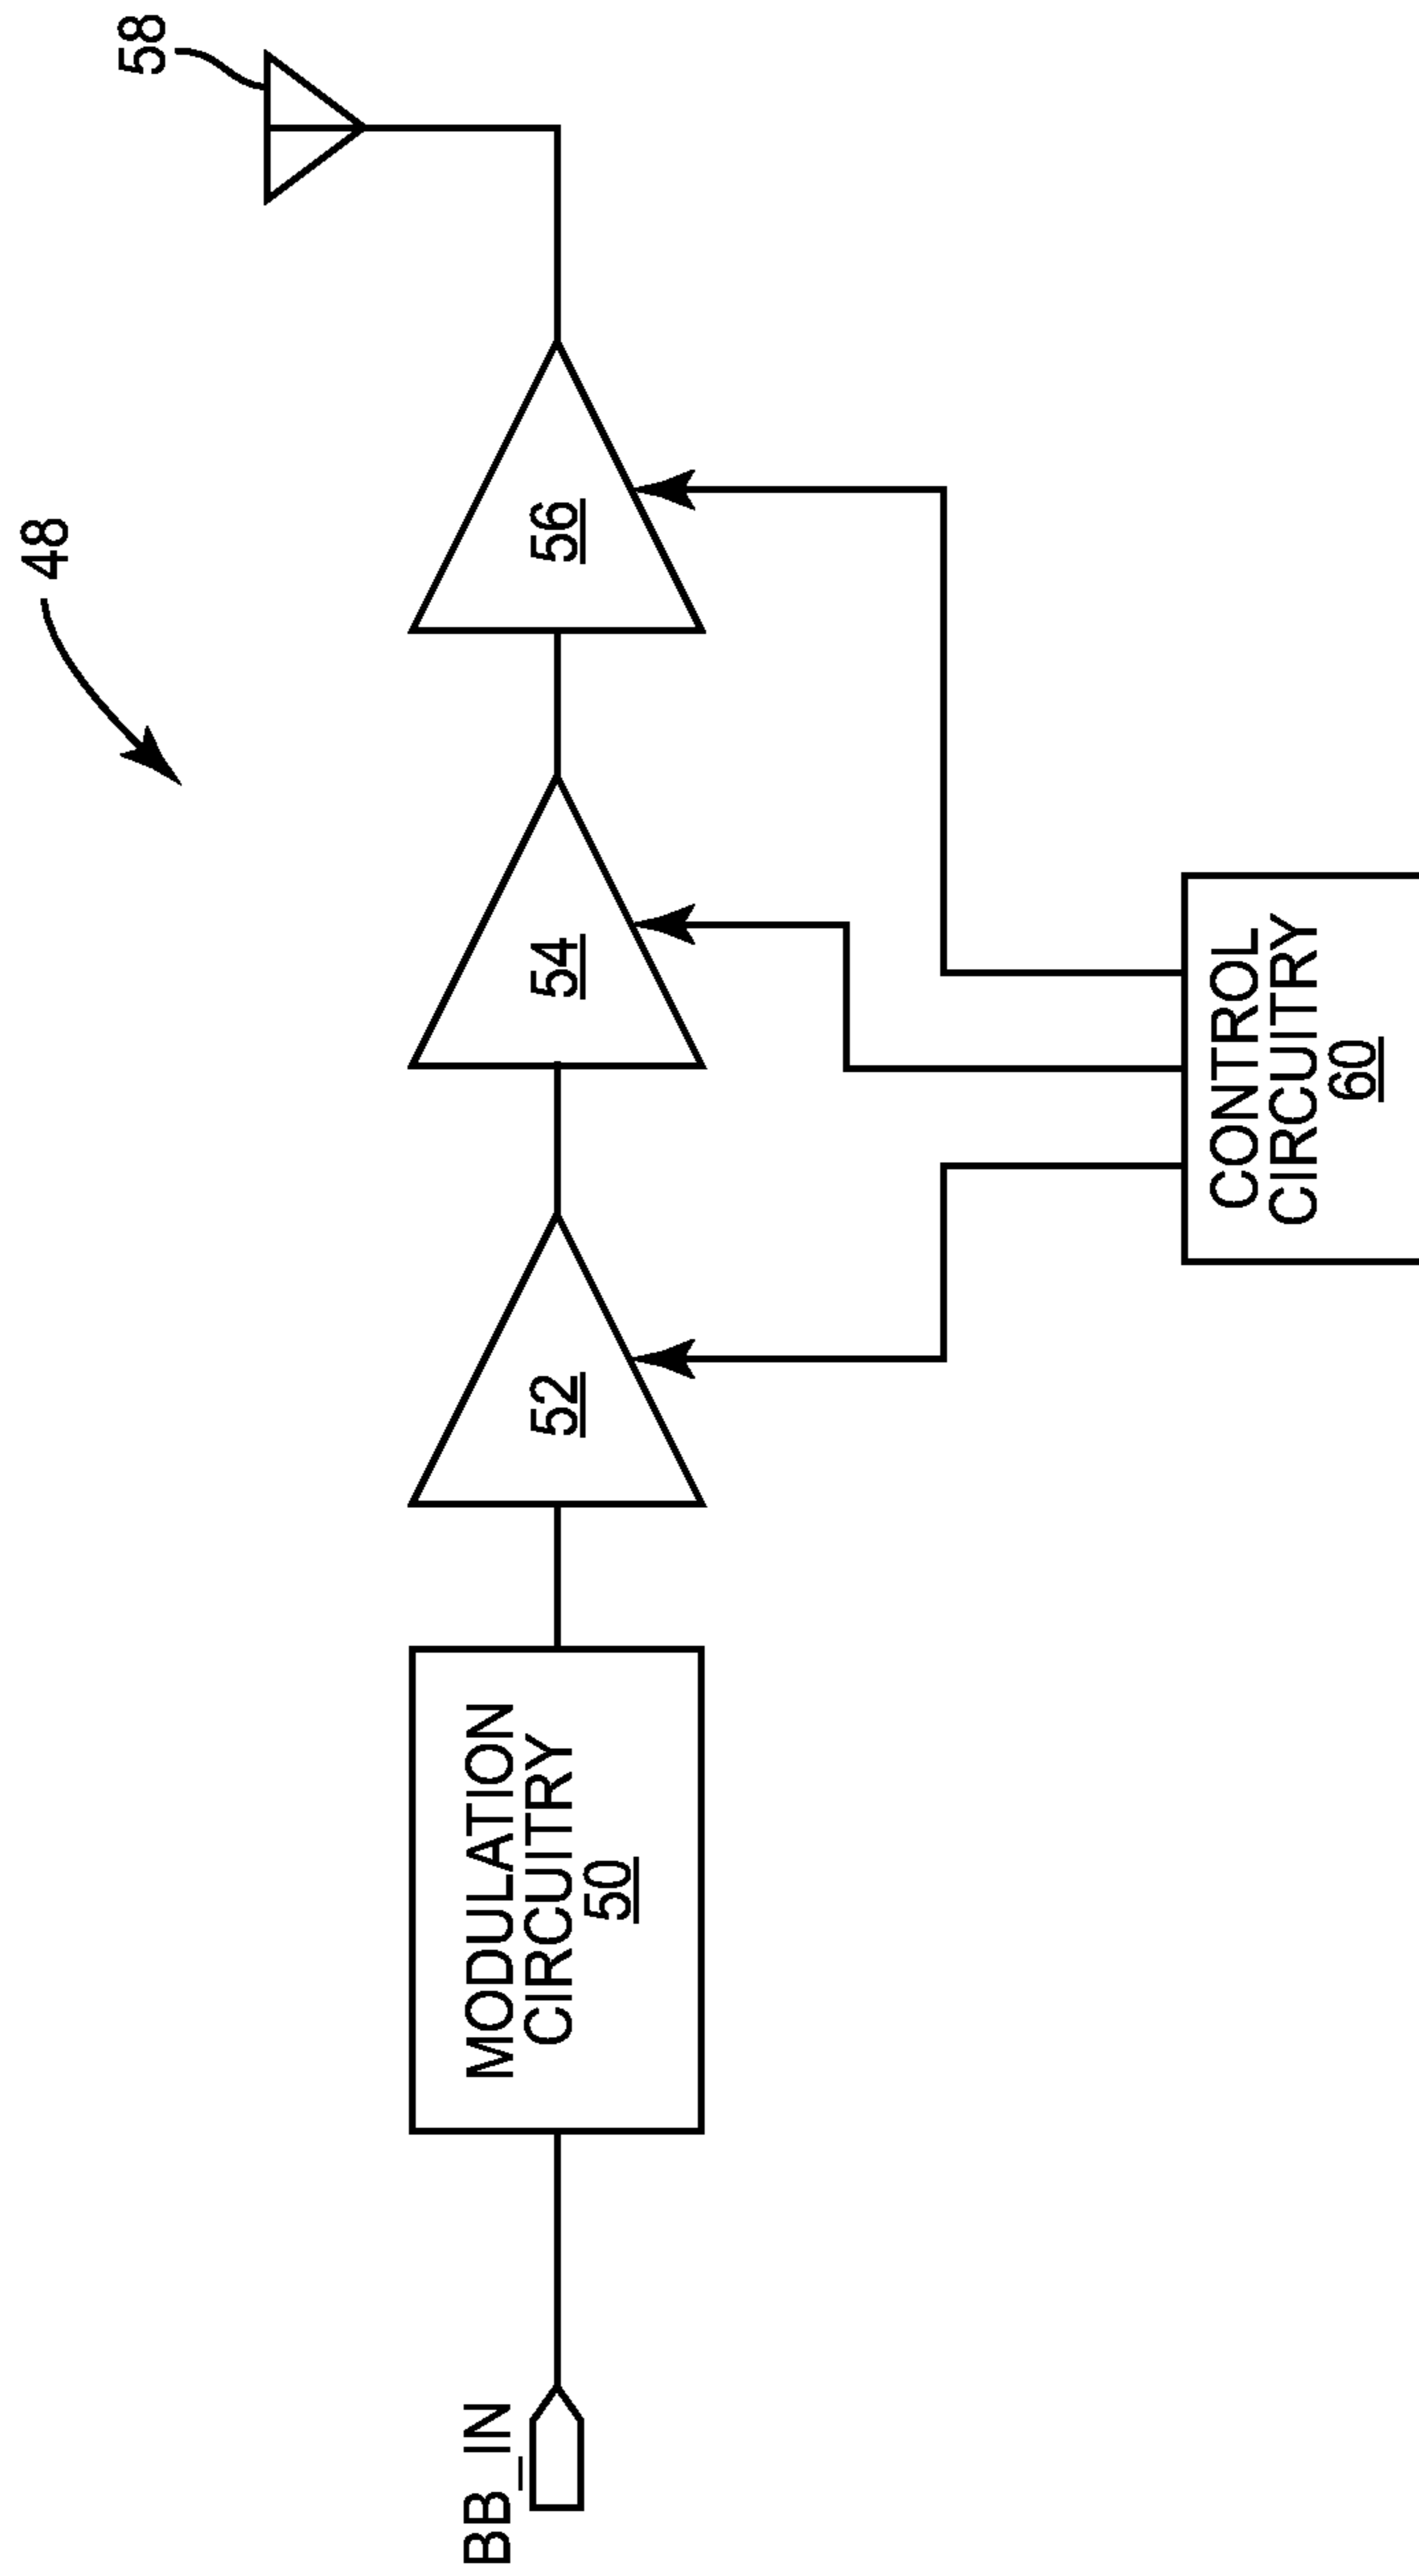 48
58
BB_IN
MODULATION
CIRCUITRY
50
52
54
56
CONTROL
CIRCUITRY
60